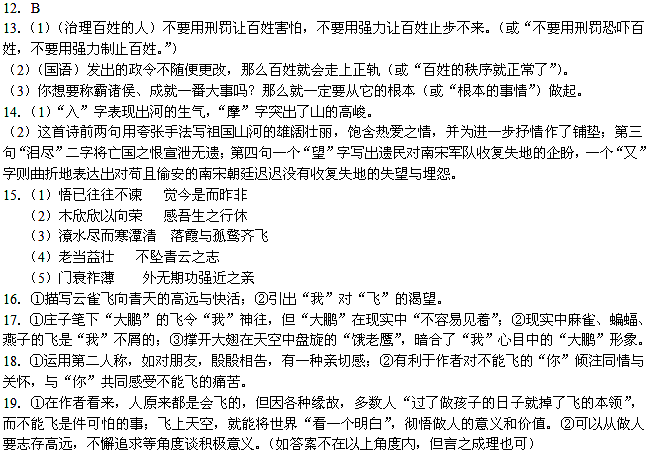 12. B
13.（1）（治理百姓的人）不要用刑罚让百姓害怕，不要用强力让百姓止步不来。（或“不要用刑罚恐吓百
姓，不要用强力制止百姓。”）
（2）（国语）发出的政令不随便更改，那么百姓就会走上正轨（或“百姓的秩序就正常了”）。
（3）你想要称霸诸侯、成就一番大事吗？那么就一定要从它的根本（或“根本的事情”）做起。
14.（1）“入”字表现出河的生气，“摩”字突出了山的高峻。
（2）这首诗前两句用夸张手法写祖国山河的雄阔壮丽，饱含热爱之情，并为进一步抒情作了铺垫；第三
句“泪尽”二字将亡国之恨宣泄无遗；第四句一个“望”字写出遗民对南宋军队收复失地的企盼，一个“又”
字则曲折地表达出对苟且偷安的南宋朝廷迟迟没有收复失地的失望与埋怨。
15.（1）悟已往之不谏 觉今是而昨非
（2）木欣欣以向荣 感吾生之行休
（3）潦水尽而寒潭清 落霞与孤鹜齐飞
（4）老当益壮 不坠青云之志
（5）门衰祚薄 外无期功强近之亲
16. ①描写云雀飞向青天的高远与快活；②引出“我”对“飞”的渴望。
17. ①庄子笔下“大鹏”的飞令“我”神往，但“大鹏”在现实中“不容易见着”；②现实中麻雀、蝙蝠、
燕子的飞是“我”不屑的；③撑开大翅在天空中盘旋的“饿老鹰”，暗合了“我”心目中的“大鹏”形象。
18. ①运用第二人称，如对朋友，殷殷相告，有一种亲切感；②有利于作者对不能飞的“你”倾注同情与
关怀，与“你”共同感受不能飞的痛苦。
19. ①在作者看来，人原来都是会飞的，但因各种缘故，多数人“过了做孩子的日子就掉了飞的本领”，
而不能飞是件可怕的事；飞上天空，就能将世界“看一个明白”，彻悟做人的意义和价值。②可以从做人
要志存高远，不懈追求等角度谈积极意义。（如答案不在以上角度内，但言之成理也可）